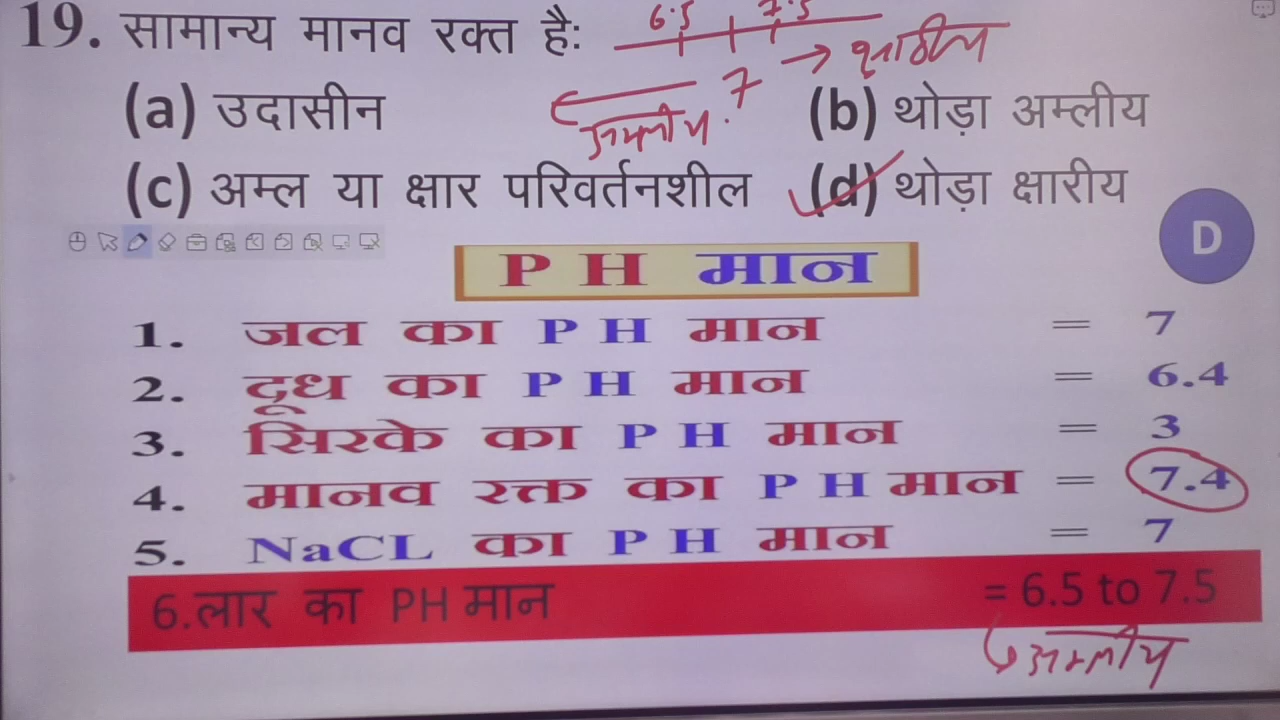 19. सामान्य मानव रक्त है:
6.5 7.5
7 → क्षारीय
अम्लीय
(a) उदासीन (b) थोड़ा अम्लीय
(c) अम्ल या क्षार परिवर्तनशील (d) थोड़ा क्षारीय
D
P H मान
1. जल का P H मान = 7
2. दूध का P H मान = 6.4
3. सिरके का P H मान = 3
4. मानव रक्त का P H मान = 7.4
5. NaCL का P H मान = 7
6.लार का PH मान = 6.5 to 7.5
अम्लीय